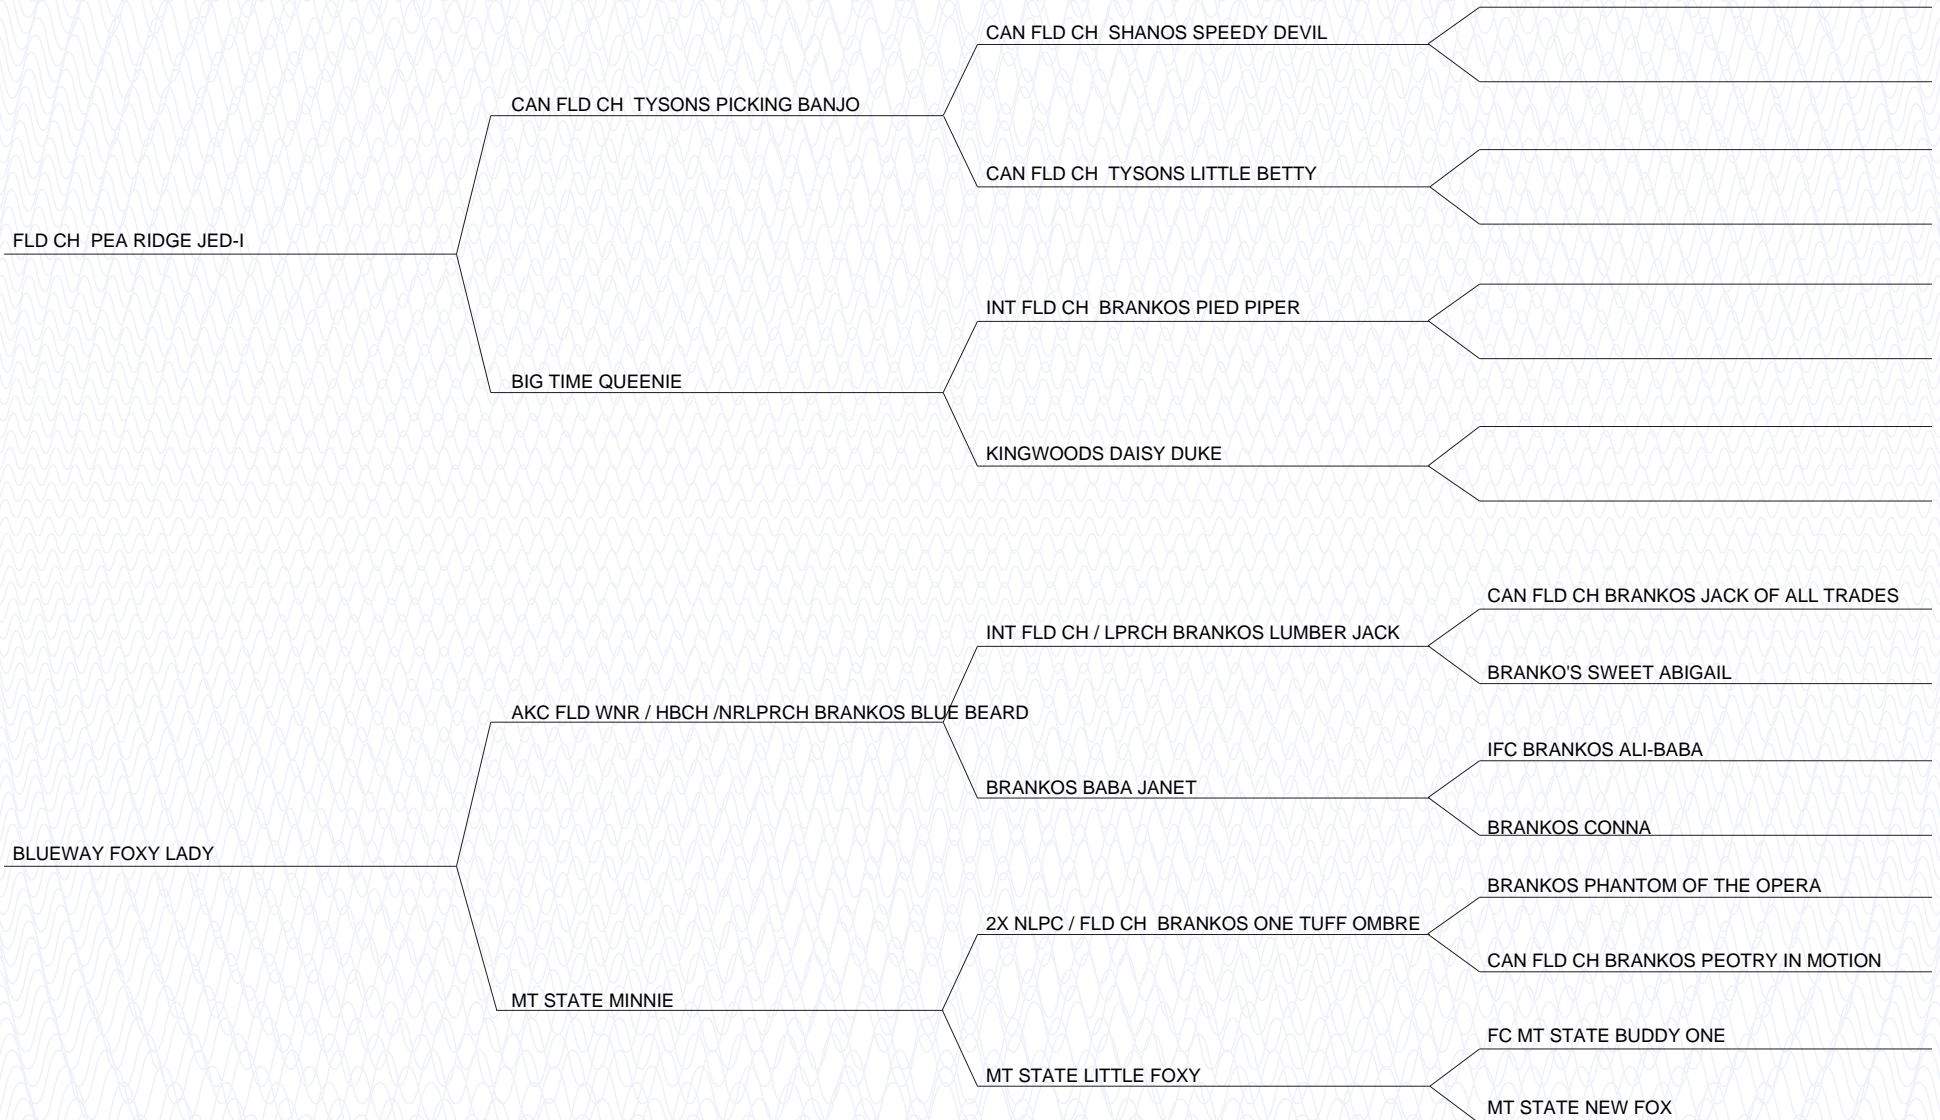 CAN FLD CH  SHANOS SPEEDY DEVIL
CAN FLD CH  TYSONS PICKING BANJO
CAN FLD CH  TYSONS LITTLE BETTY
FLD CH  PEA RIDGE JED-I
INT FLD CH  BRANKOS PIED PIPER
BIG TIME QUEENIE
KINGWOODS DAISY DUKE
CAN FLD CH BRANKOS JACK OF ALL TRADES
INT FLD CH / LPRCH BRANKOS LUMBER JACK
BRANKO'S SWEET ABIGAIL
AKC FLD WNR / HBCH /NRLPRCH BRANKOS BLUE BEARD
IFC BRANKOS ALI-BABA
BRANKOS BABA JANET
BRANKOS CONNA
BLUEWAY FOXY LADY
BRANKOS PHANTOM OF THE OPERA
2X NLPC / FLD CH  BRANKOS ONE TUFF OMBRE
CAN FLD CH BRANKOS PEOTRY IN MOTION
MT STATE MINNIE
FC MT STATE BUDDY ONE
MT STATE LITTLE FOXY
MT STATE NEW FOX